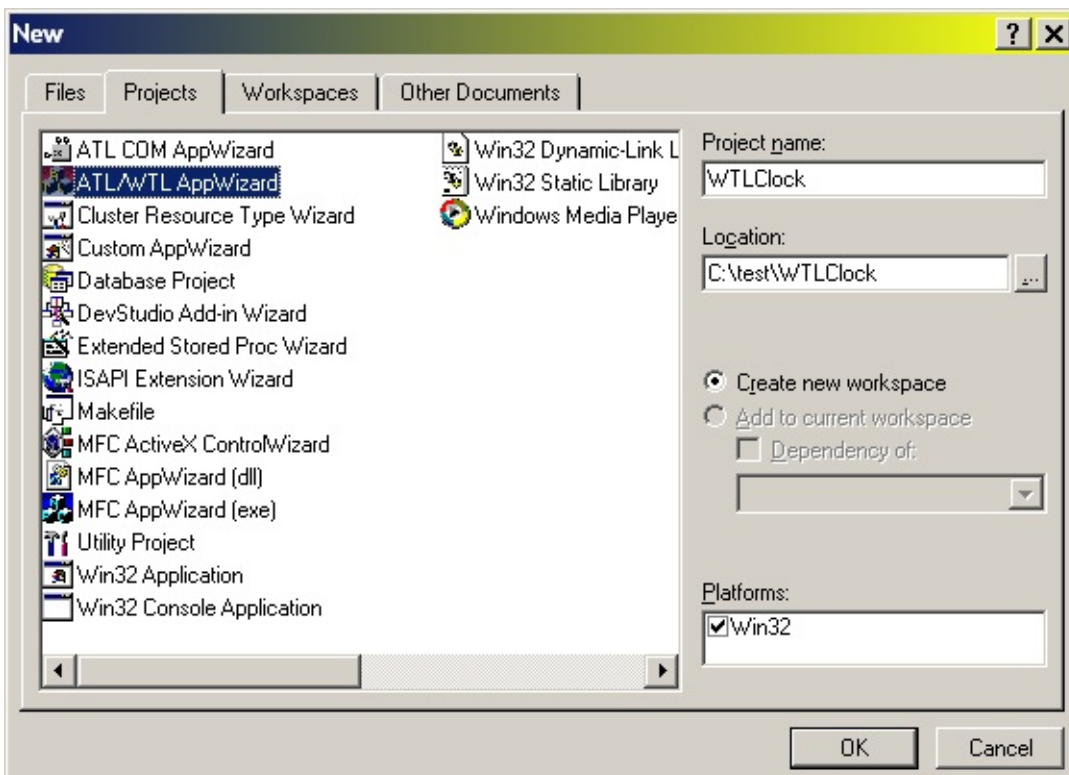 New
Files Projects Workspaces Other Documents
ATL COM AppWizard
ATL/WTL AppWizard
Cluster Resource Type Wizard
Custom AppWizard
Database Project
DevStudio Add-in Wizard
Extended Stored Proc Wizard
ISAPI Extension Wizard
Makefile
MFC ActiveX ControlWizard
MFC AppWizard (dll)
MFC AppWizard (exe)
Utility Project
Win32 Application
Win32 Console Application
Win32 Dynamic-Link L
Win32 Static Library
Windows Media Playe
Project name:
WTLClock
Location:
C:\test\WTLClock
...
Create new workspace
Add to current workspace
Dependency of:
Platforms:
Win32
OK Cancel